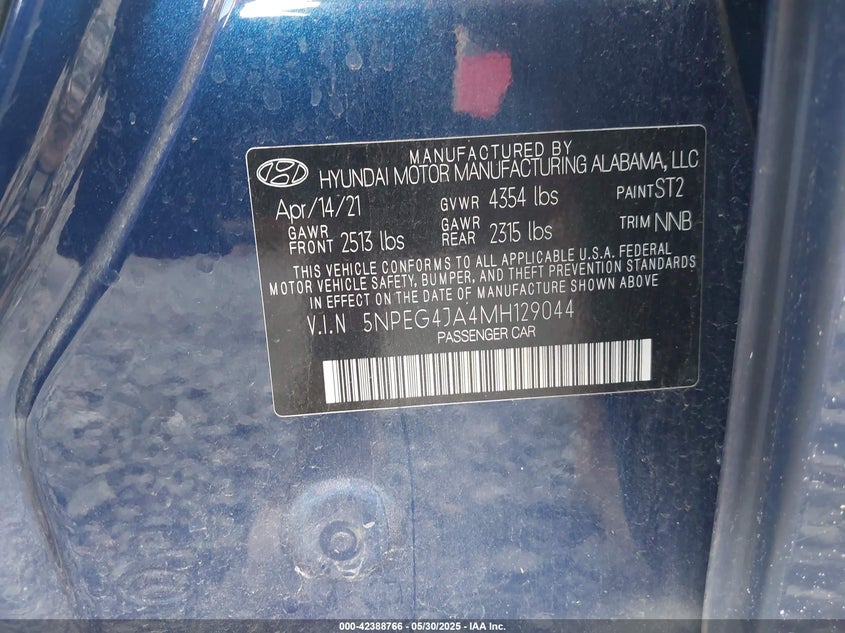 MANUFACTURED BY
HYUNDAI MOTOR MANUFACTURING ALABAMA, LLC
Apr/14/21 GVWR 4354 lbs PAINT ST2
GAWR FRONT 2513 lbs GAWR REAR 2315 lbs TRIM NNB
THIS VEHICLE CONFORMS TO ALL APPLICABLE U.S.A. FEDERAL
MOTOR VEHICLE SAFETY, BUMPER, AND THEFT PREVENTION STANDARDS
IN EFFECT ON THE DATE OF MANUFACTURE SHOWN ABOVE
V.I.N 5NPEG4JA4MH129044
PASSENGER CAR
000-42388766 - 05/30/2025 - IAA Inc.